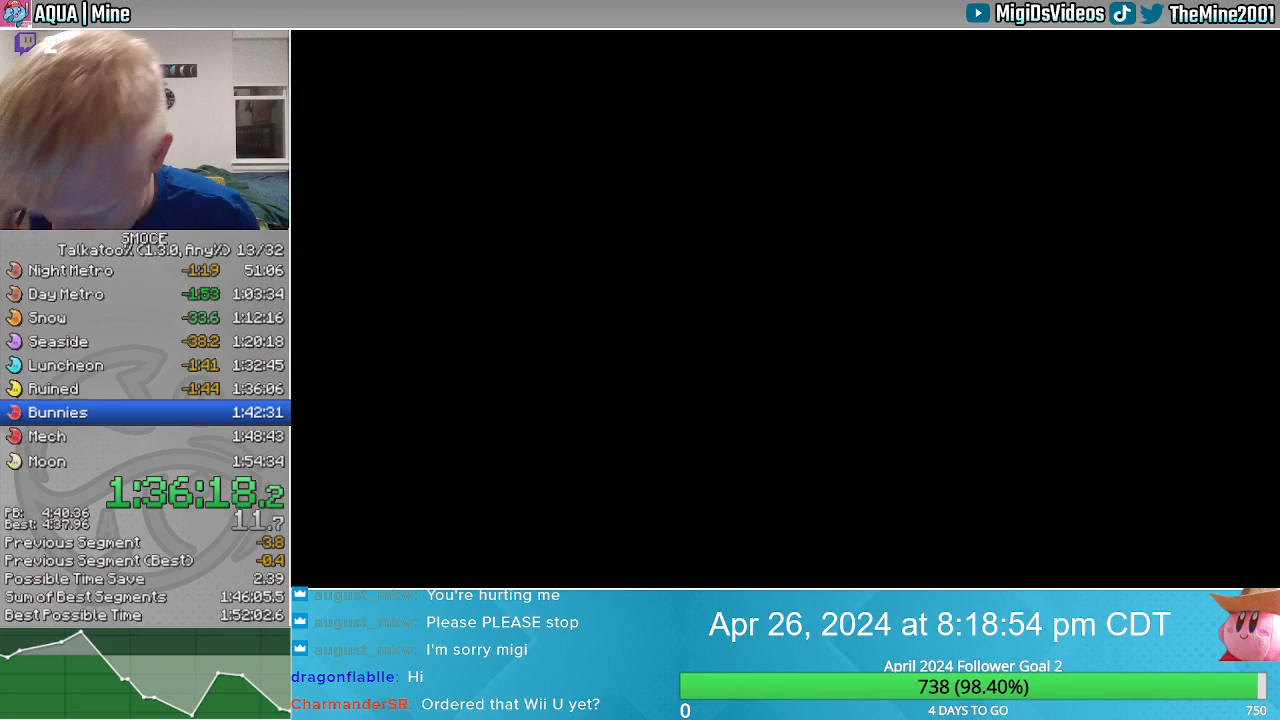 AQUA | Mine
MigiDsVideos
TheMine2001
2
SMOCE
Talkatoo% (1.3.0, Any%) 13/32
Night Metro -1:19 51:06
Day Metro -1:53 1:03:34
Snow -33.6 1:12:16
Seaside -38.2 1:20:18
Luncheon -1:41 1:32:45
Ruined -1:44 1:36:06
Bunnies 1:42:31
Mech 1:48:43
Moon 1:54:34
1:36:18.2
PB: 4:40.36
Best: 4:37.96
11.7
Previous Segment -3.8
Previous Segment (Best) -0.4
Possible Time Save 2.39
Sum of Best Segments 1:46:05.5
Best Possible Time 1:52:02.6
august_mkw: You're hurting me
august_mkw: Please PLEASE stop
august_mkw: I'm sorry migi
dragonflablle: Hi
CharmanderSR: Ordered that Wii U yet?
Apr 26, 2024 at 8:18:54 pm CDT
April 2024 Follower Goal 2
738 (98.40%)
0 4 DAYS TO GO 750